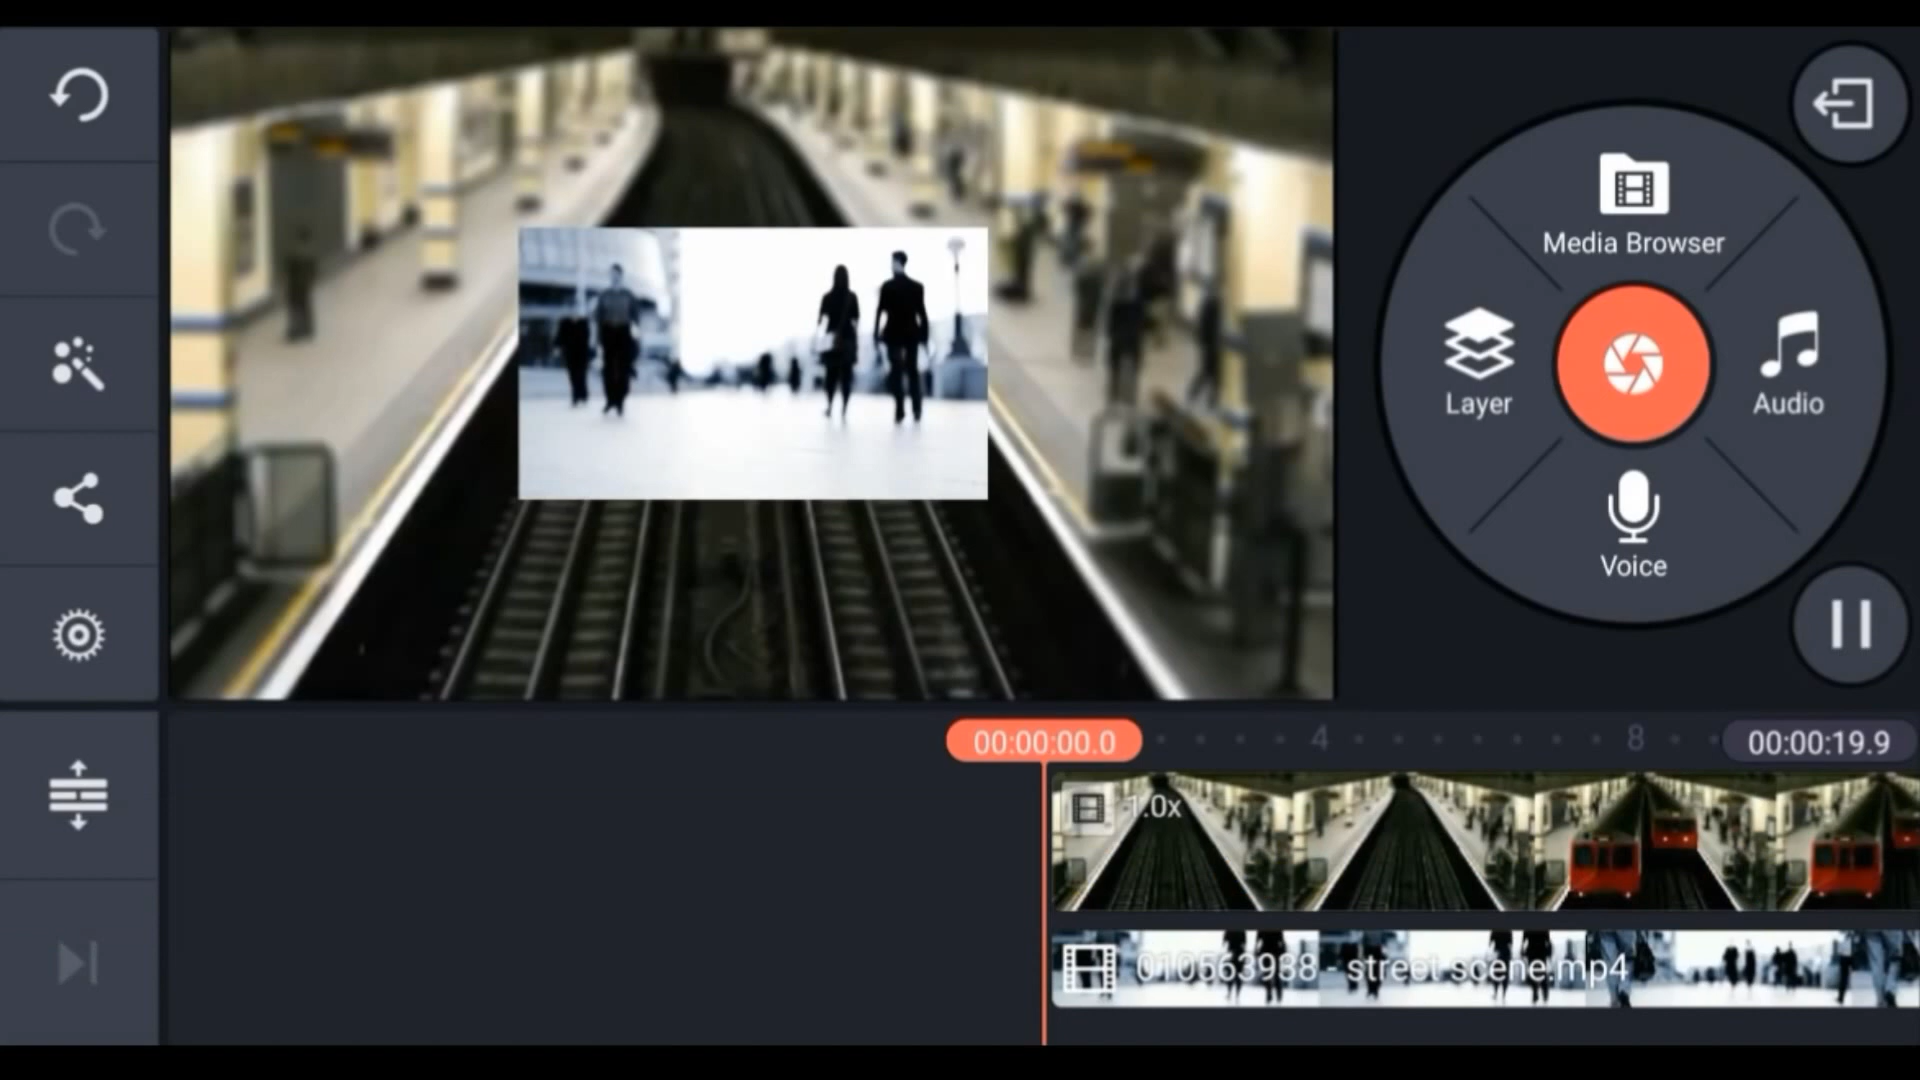 Media Browser
Layer
Audio
Voice
00:00:00.0
4
8
00:00:19.9
1.0x
010563938 - street scene.mp4